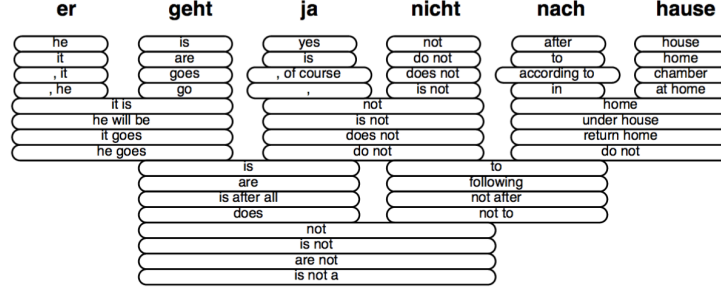 er geht ja nicht nach hause
he is yes not after house
it are is do not to home
, it goes , of course does not according to chamber
, he go , is not in at home
it is not home
he will be is not under house
it goes does not return home
he goes do not do not
is to
are following
is after all not after
does not to
not
is not
are not
is not a